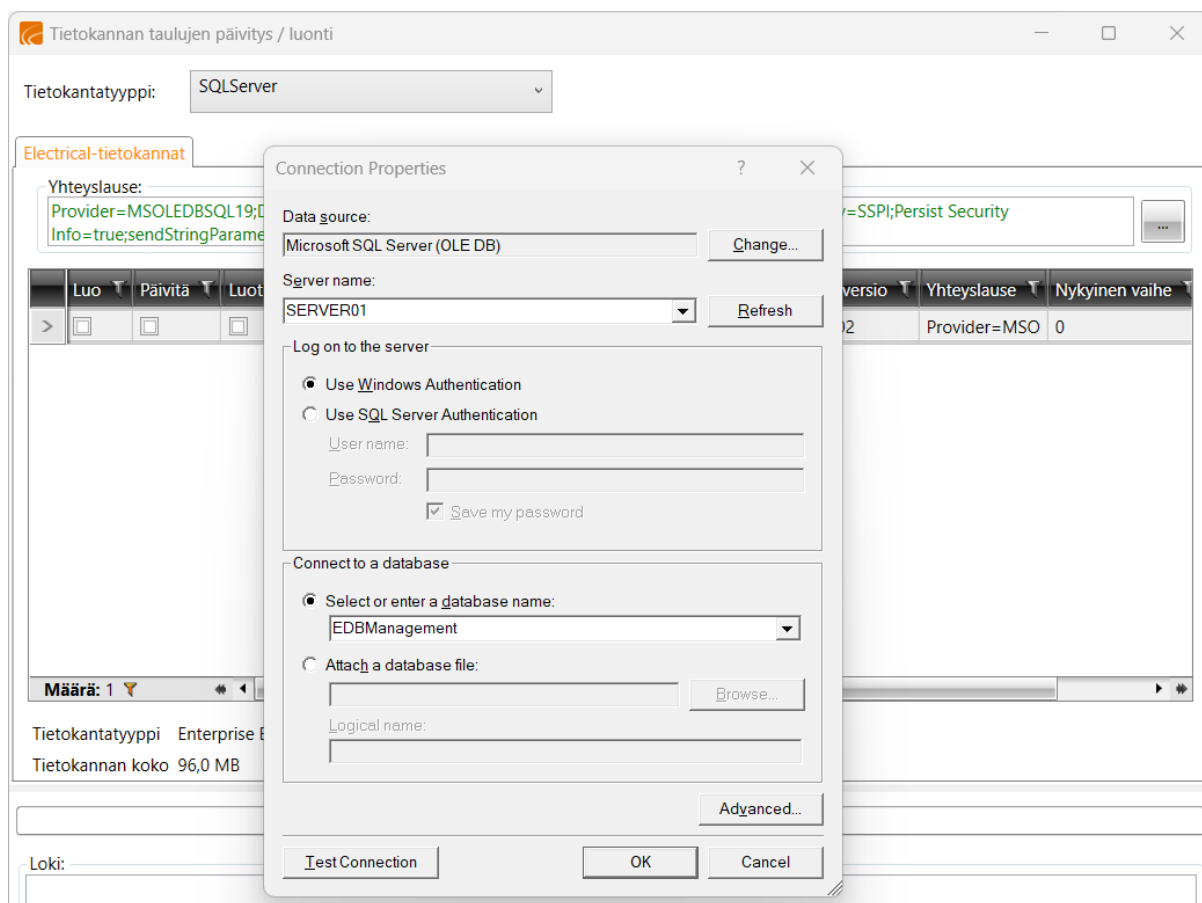 Tietokannan taulujen päivitys / luonti
Tietokantatyyppi:
SQLServer
Electrical-tietokannat
Yhteyslause:
Provider=MSOLEDBSQL19;
=SSPI;Persist Security
Info=true;
Luo
Päivitä
versio
Yhteyslause
Nykyinen vaihe
Provider=MSO
0
Määrä: 1
Tietokantatyyppi Enterprise
Tietokannan koko 96,0 MB
Loki:
Connection Properties
?
Data source:
Microsoft SQL Server (OLE DB)
Change...
Server name:
SERVER01
Refresh
Log on to the server
Use Windows Authentication
Use SQL Server Authentication
User name:
Password:
Save my password
Connect to a database
Select or enter a database name:
EDBManagement
Attach a database file:
Browse...
Logical name:
Advanced...
Test Connection
OK
Cancel